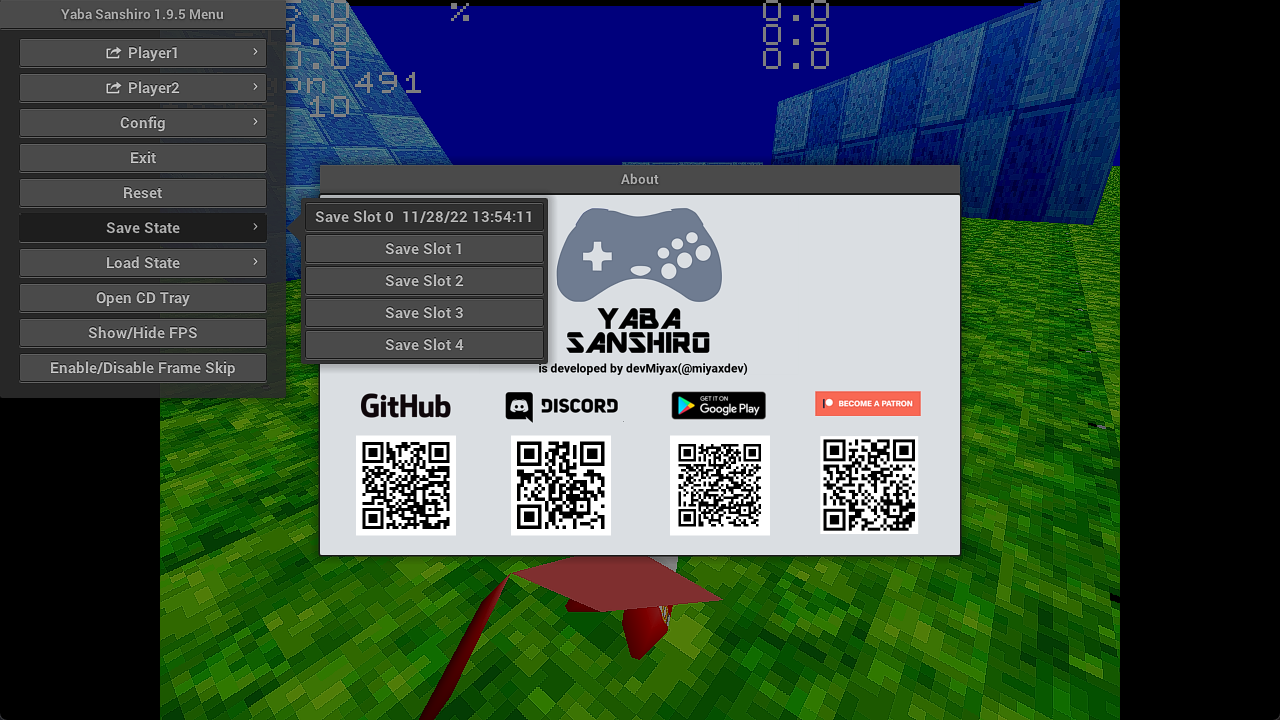 Yaba Sanshiro 1.9.5 Menu
Player1
Player2
Config
Exit
Reset
Save State
Load State
Open CD Tray
Show/Hide FPS
Enable/Disable Frame Skip
Save Slot 0 11/28/22 13:54:11
Save Slot 1
Save Slot 2
Save Slot 3
Save Slot 4
%
0.0
0.0
0.0
491
10
About
YABA
SANSHIRO
is developed by devMiyax(@miyaxdev)
GitHub
DISCORD
GET IT ON
Google Play
BECOME A PATRON